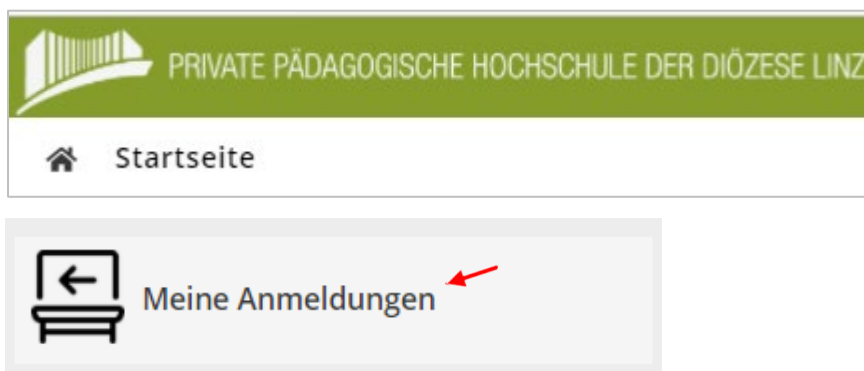 PRIVATE PÄDAGOGISCHE HOCHSCHULE DER DIÖZESE LINZ
Startseite
Meine Anmeldungen